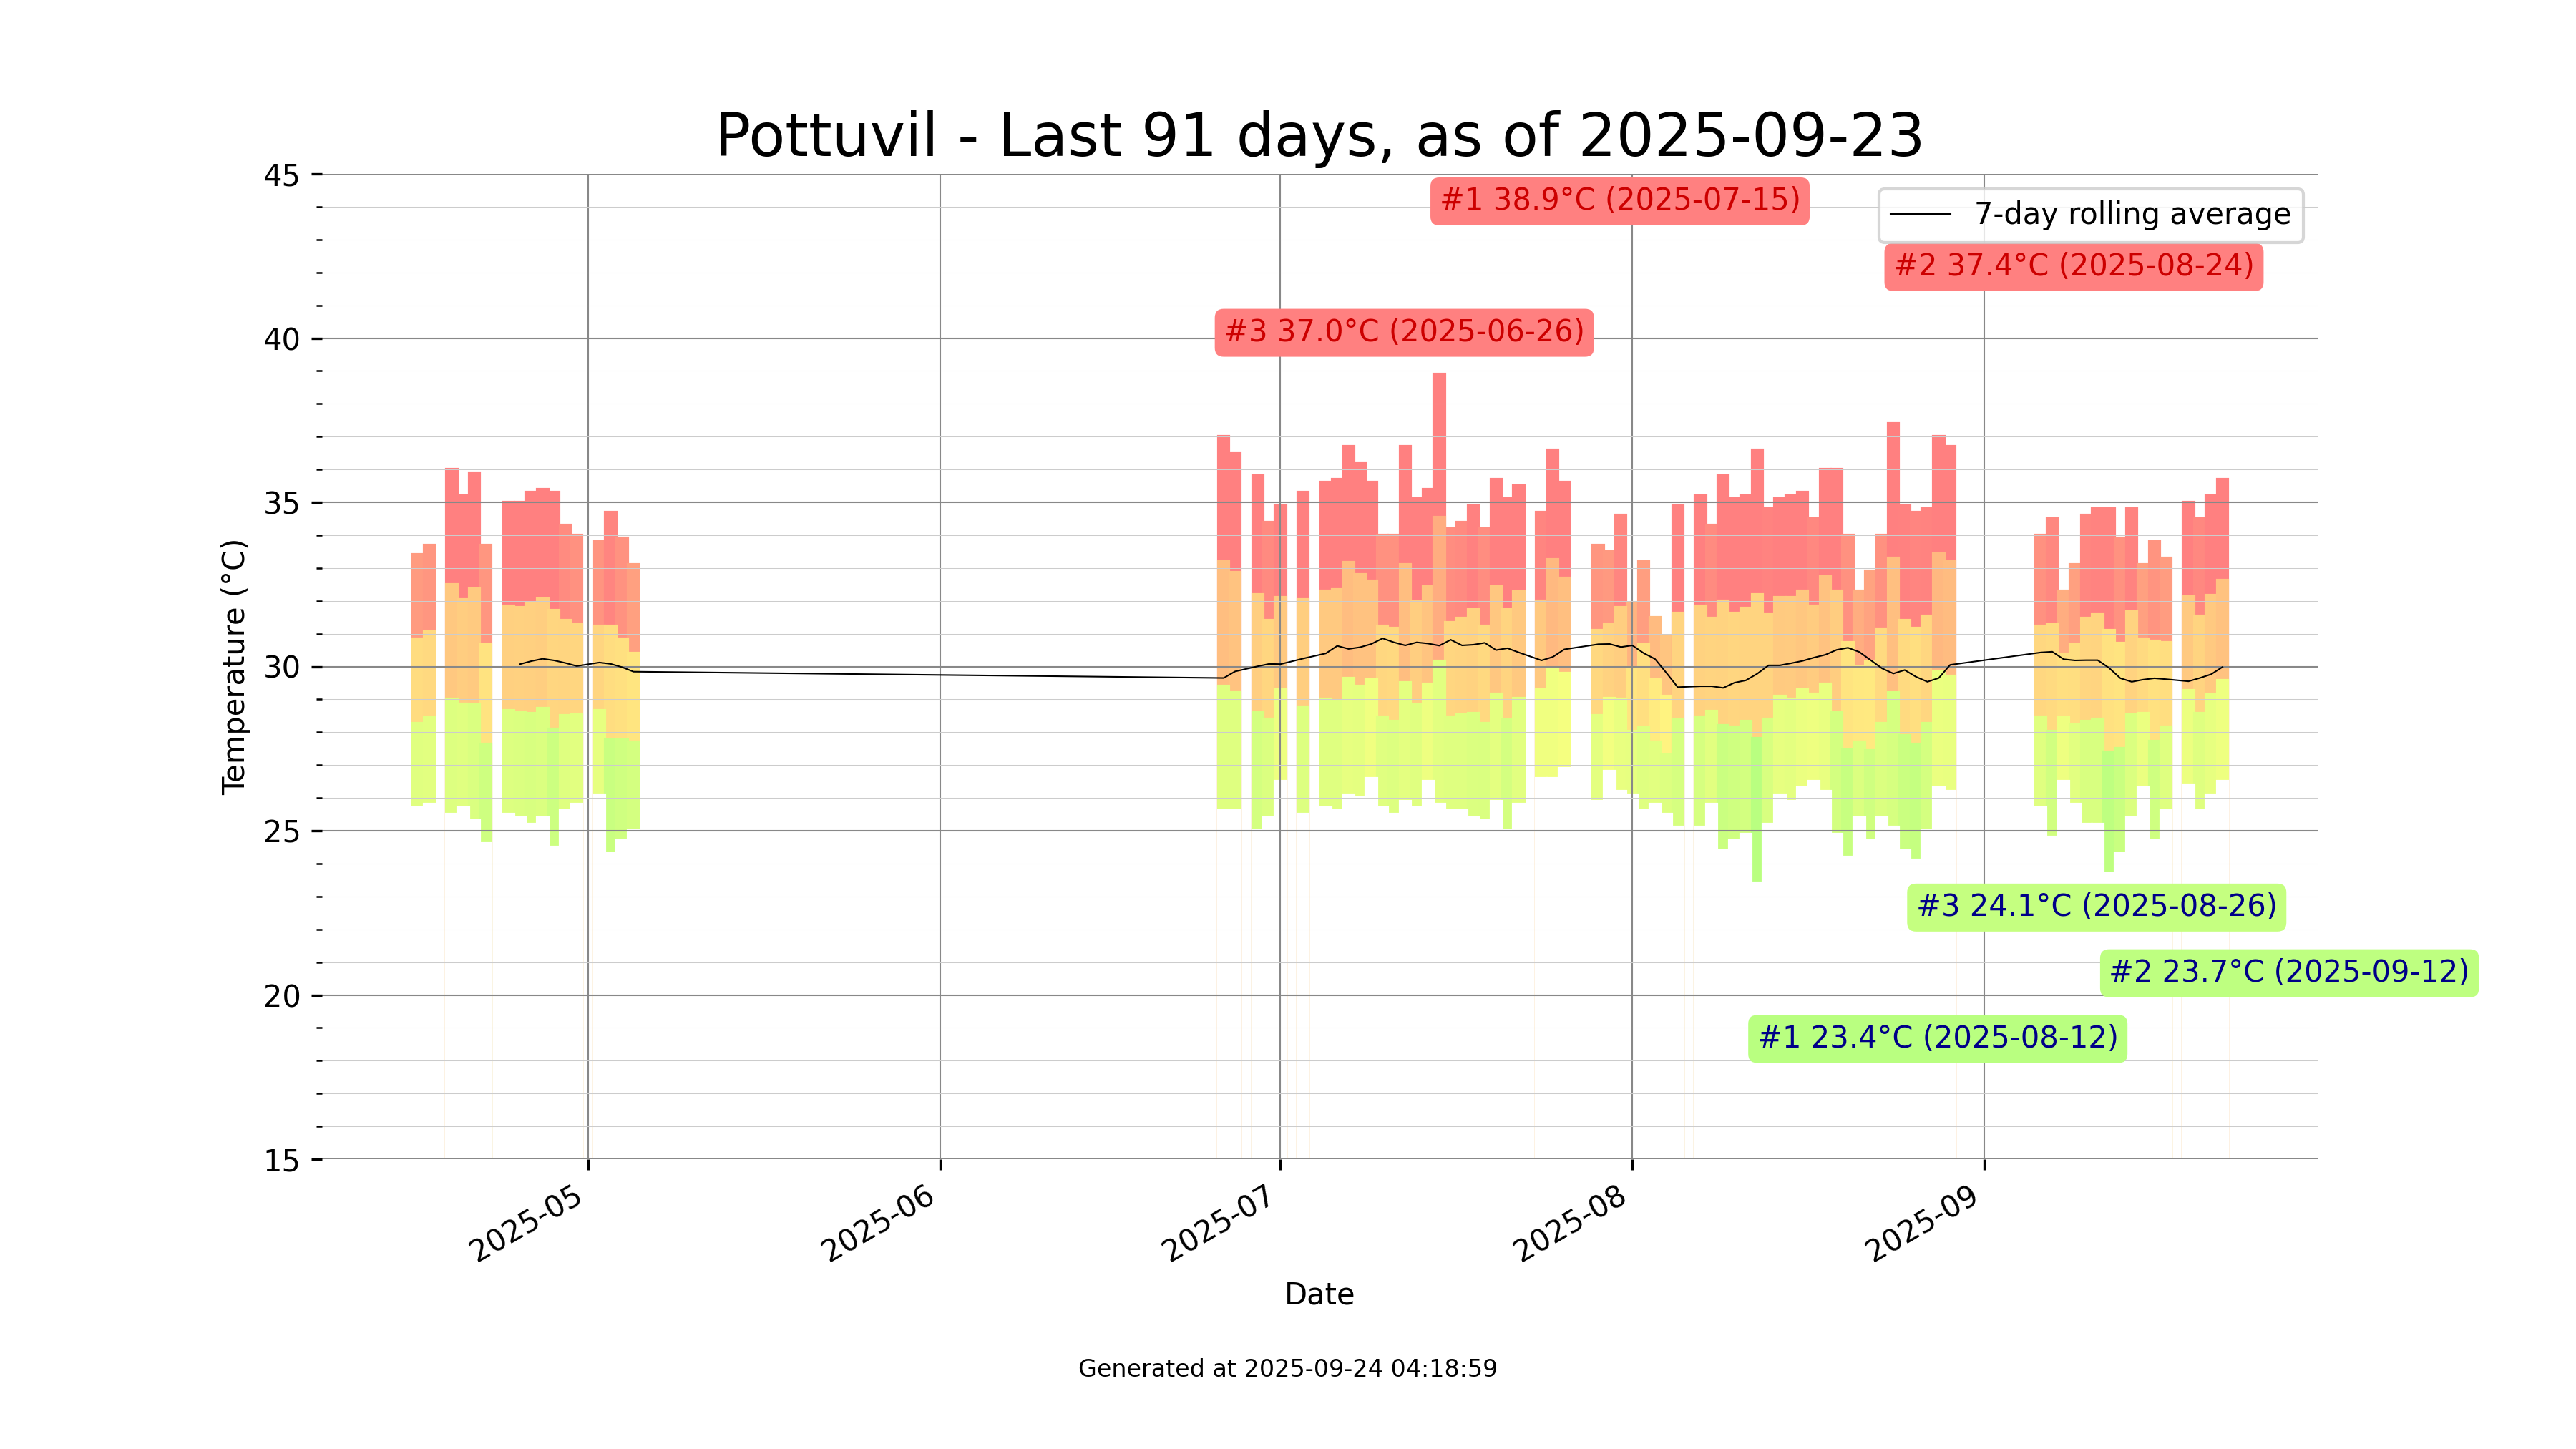 Pottuvil - Last 91 days, as of 2025-09-23
45
#1 38.9°C (2025-07-15)
7-day rolling average
#2 37.4°C (2025-08-24)
#3 37.0°C (2025-06-26)
40
35
30
25
20
15
Temperature (°C)
#3 24.1°C (2025-08-26)
#2 23.7°C (2025-09-12)
#1 23.4°C (2025-08-12)
2025-05
2025-06
2025-07
2025-08
2025-09
Date
Generated at 2025-09-24 04:18:59